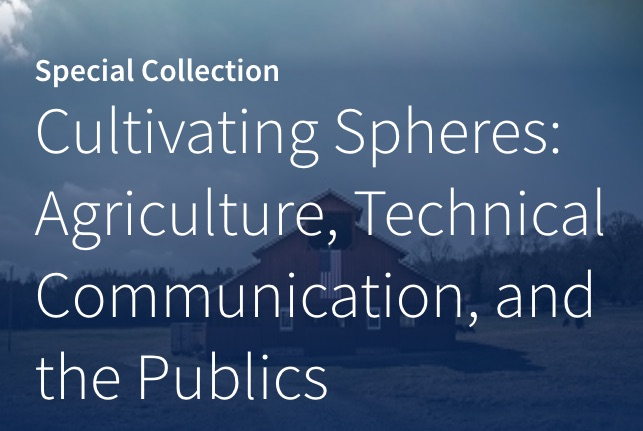 Special Collection
Cultivating Spheres:
Agriculture, Technical
Communication, and
the Publics